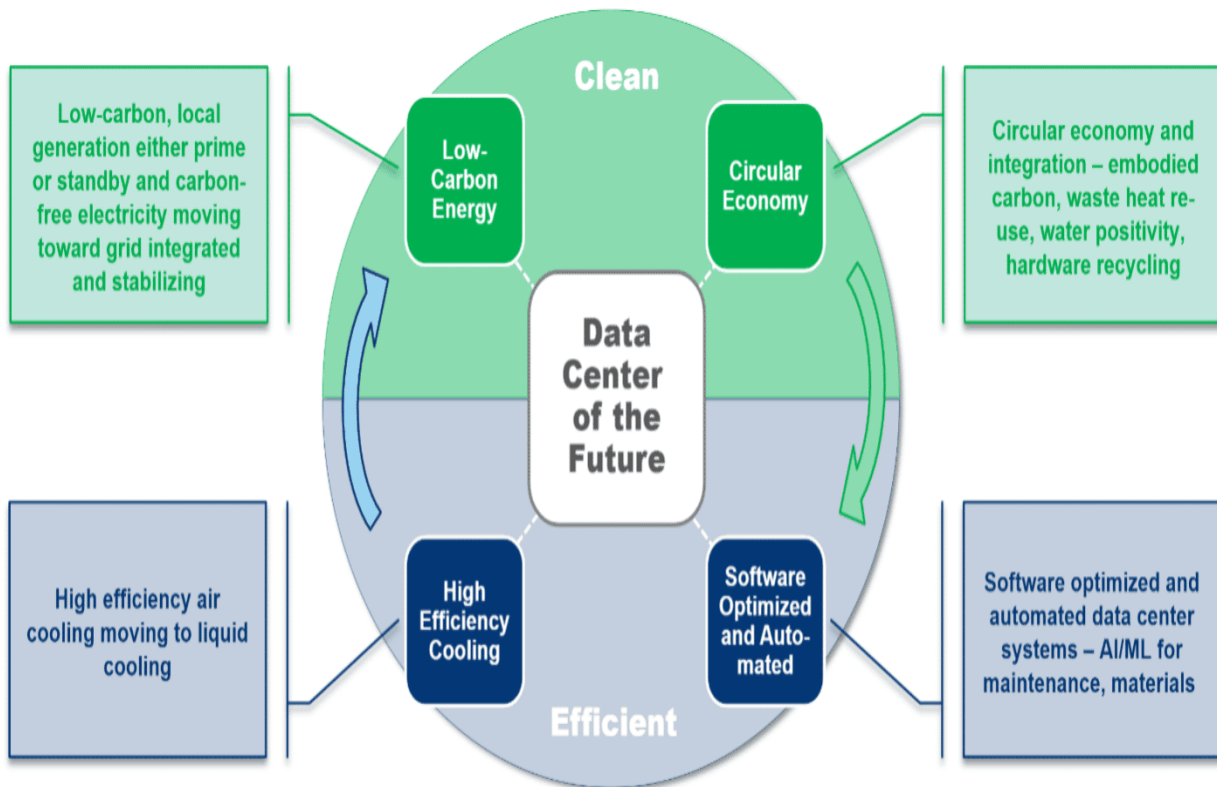 Clean
Low-carbon, local
generation either prime
or standby and carbon-
free electricity moving
toward grid integrated
and stabilizing
Low-
Carbon
Energy
Circular
Economy
Circular economy and
integration – embodied
carbon, waste heat re-
use, water positivity,
hardware recycling
Data
Center
of the
Future
High efficiency air
cooling moving to liquid
cooling
High
Efficiency
Cooling
Software
Optimized
and Auto-
mated
Software optimized and
automated data center
systems – AI/ML for
maintenance, materials
Efficient